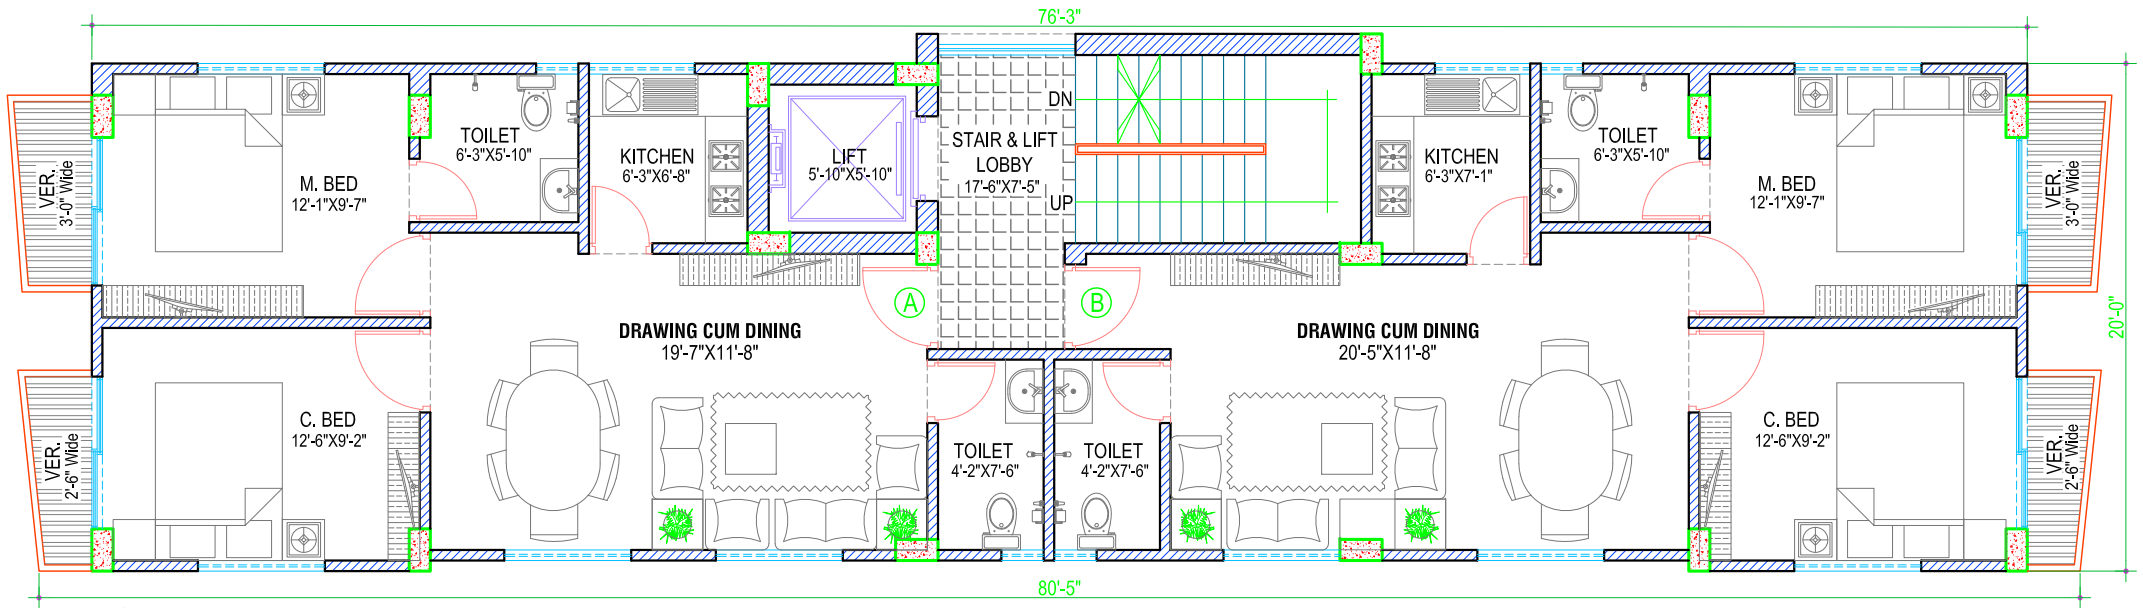 76'-3"
TOILET
6'-3"X5'-10"
KITCHEN
6'-3"X6'-8"
LIFT
5'-10"X5'-10"
DN
STAIR & LIFT
LOBBY
17'-6"X7'-5"
UP
KITCHEN
6'-3"X7'-1"
TOILET
6'-3"X5'-10"
VER.
3'-0" Wide
M. BED
12'-1"X9'-7"
M. BED
12'-1"X9'-7"
VER.
3'-0" Wide
A
B
20'-0"
DRAWING CUM DINING
19'-7"X11'-8"
DRAWING CUM DINING
20'-5"X11'-8"
VER.
2'-6" Wide
C. BED
12'-6"X9'-2"
TOILET
4'-2"X7'-6"
TOILET
4'-2"X7'-6"
C. BED
12'-6"X9'-2"
VER.
2'-6" Wide
80'-5"